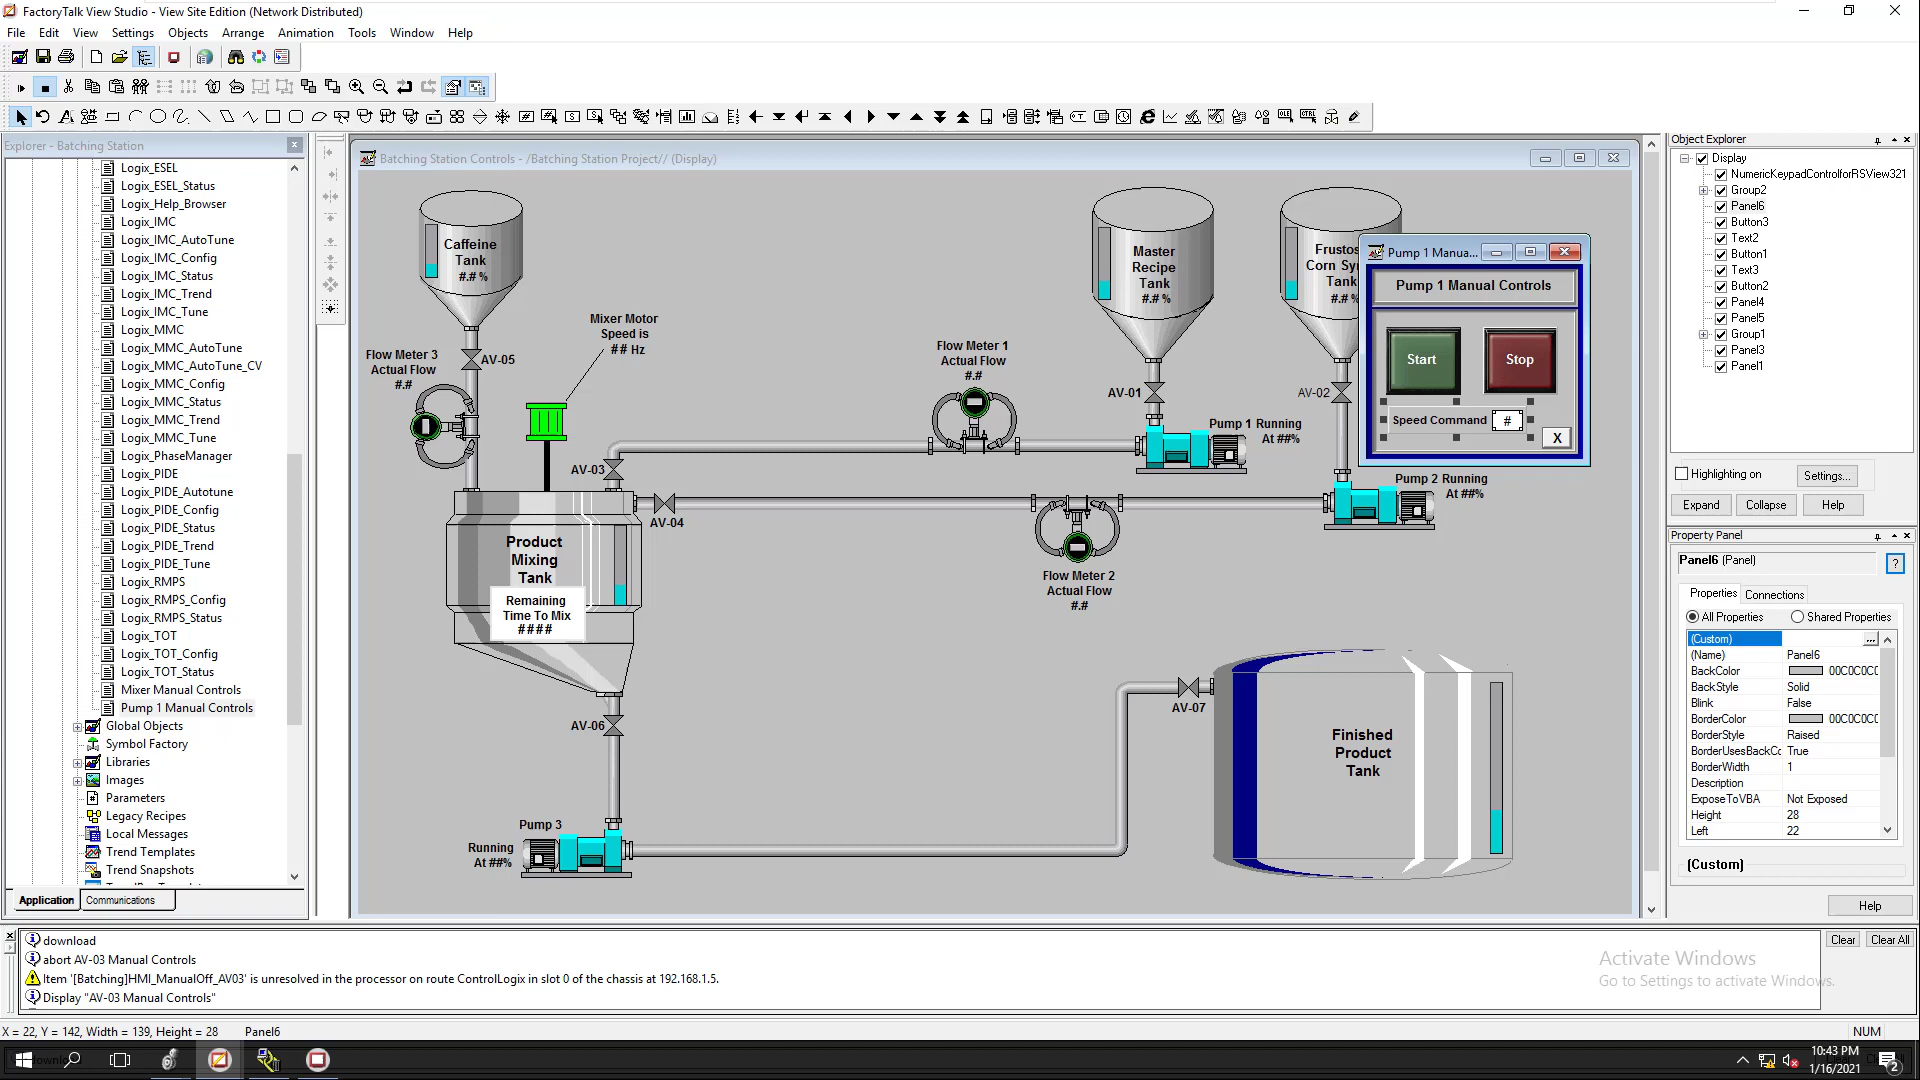 FactoryTalk View Studio - View Site Edition (Network Distributed)
File Edit View Settings Objects Arrange Animation Tools Window Help
Explorer - Batching Station
Logix_ESEL
Logix_ESEL_Status
Logix_Help_Browser
Logix_IMC
Logix_IMC_AutoTune
Logix_IMC_Config
Logix_IMC_Status
Logix_IMC_Trend
Logix_IMC_Tune
Logix_MMC
Logix_MMC_AutoTune
Logix_MMC_AutoTune_CV
Logix_MMC_Config
Logix_MMC_Status
Logix_MMC_Trend
Logix_MMC_Tune
Logix_PhaseManager
Logix_PIDE
Logix_PIDE_Autotune
Logix_PIDE_Config
Logix_PIDE_Status
Logix_PIDE_Trend
Logix_PIDE_Tune
Logix_RMPS
Logix_RMPS_Config
Logix_RMPS_Status
Logix_TOT
Logix_TOT_Config
Logix_TOT_Status
Mixer Manual Controls
Pump 1 Manual Controls
Global Objects
Symbol Factory
Libraries
Images
Parameters
Legacy Recipes
Local Messages
Trend Templates
Trend Snapshots
Application Communications
Batching Station Controls - /Batching Station Project// (Display)
Caffeine
Tank
#.# %
Mixer Motor
Speed is
## Hz
Flow Meter 3
Actual Flow
#.#
AV-05
Flow Meter 1
Actual Flow
#.#
Master
Recipe
Tank
#.# %
AV-01
Frustos
Corn Sy
Tank
#.#
AV-02
Pump 1 Manua...
Pump 1 Manual Controls
Start
Stop
Speed Command #
X
Pump 1 Running
At ##%
Pump 2 Running
At ##%
AV-03
AV-04
Product
Mixing
Tank
Remaining
Time To Mix
####
Flow Meter 2
Actual Flow
#.#
AV-06
AV-07
Finished
Product
Tank
Pump 3
Running
At ##%
Object Explorer
Display
NumericKeypadControlforRSView321
Group2
Panel6
Button3
Text2
Button1
Text3
Button2
Panel4
Panel5
Group1
Panel3
Panel1
Highlighting on Settings...
Expand Collapse Help
Property Panel
Panel6 (Panel) ?
Properties Connections
All Properties Shared Properties
(Custom) ...
(Name) Panel6
BackColor 00C0C0C0
BackStyle Solid
Blink False
BorderColor 00C0C0C0
BorderStyle Raised
BorderUsesBackCo True
BorderWidth 1
Description
ExposeToVBA Not Exposed
Height 28
Left 22
(Custom)
Help
download
abort AV-03 Manual Controls
Item '[Batching]HMI_ManualOff_AV03' is unresolved in the processor on route ControlLogix in slot 0 of the chassis at 192.168.1.5.
Display "AV-03 Manual Controls"
Clear Clear All
Activate Windows
Go to Settings to activate Windows.
X = 22, Y = 142, Width = 139, Height = 28 Panel6 NUM
10:43 PM
1/16/2021
2